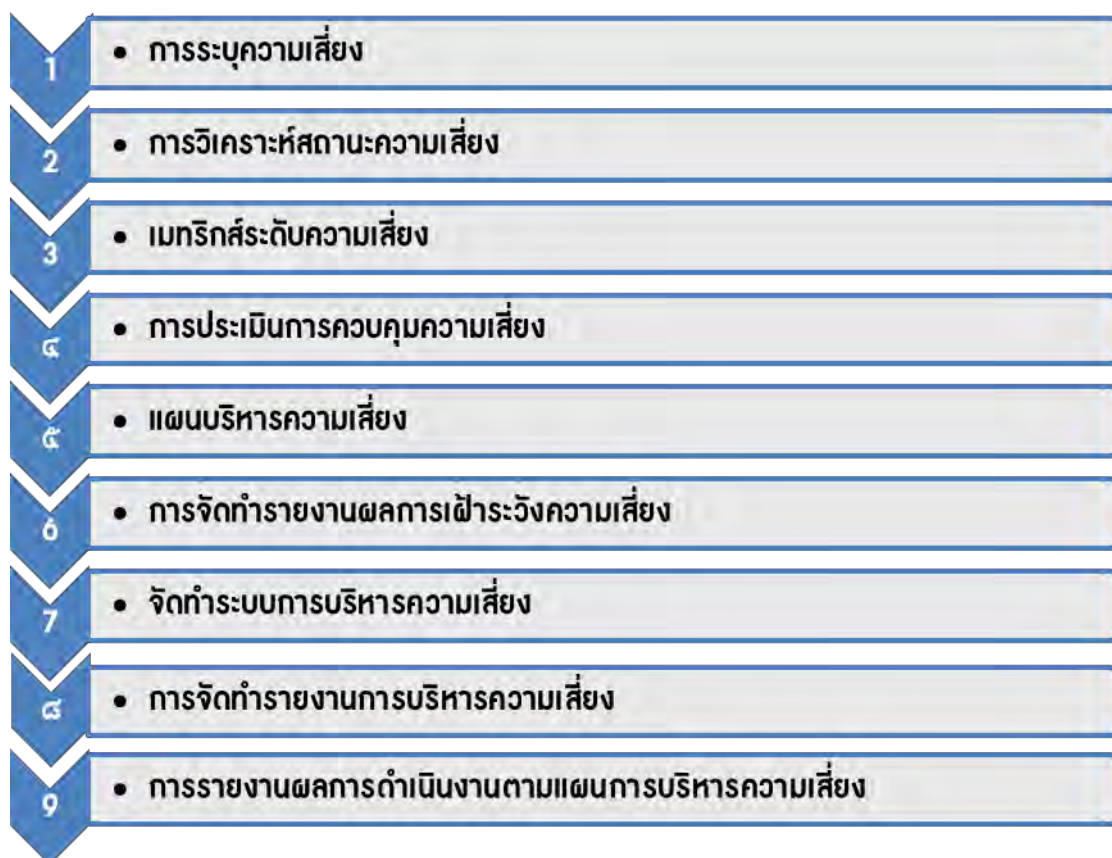 1 • การระบุความเสี่ยง
2 • การวิเคราะห์สถานะความเสี่ยง
3 • เมทริกส์ระดับความเสี่ยง
๔ • การประเมินการควบคุมความเสี่ยง
๕ • แผนบริหารความเสี่ยง
6 • การจัดทำรายงานผลการเฝ้าระวังความเสี่ยง
7 • จัดทำระบบการบริหารความเสี่ยง
๘ • การจัดทำรายงานการบริหารความเสี่ยง
9 • การรายงานผลการดำเนินงานตามแผนการบริหารความเสี่ยง